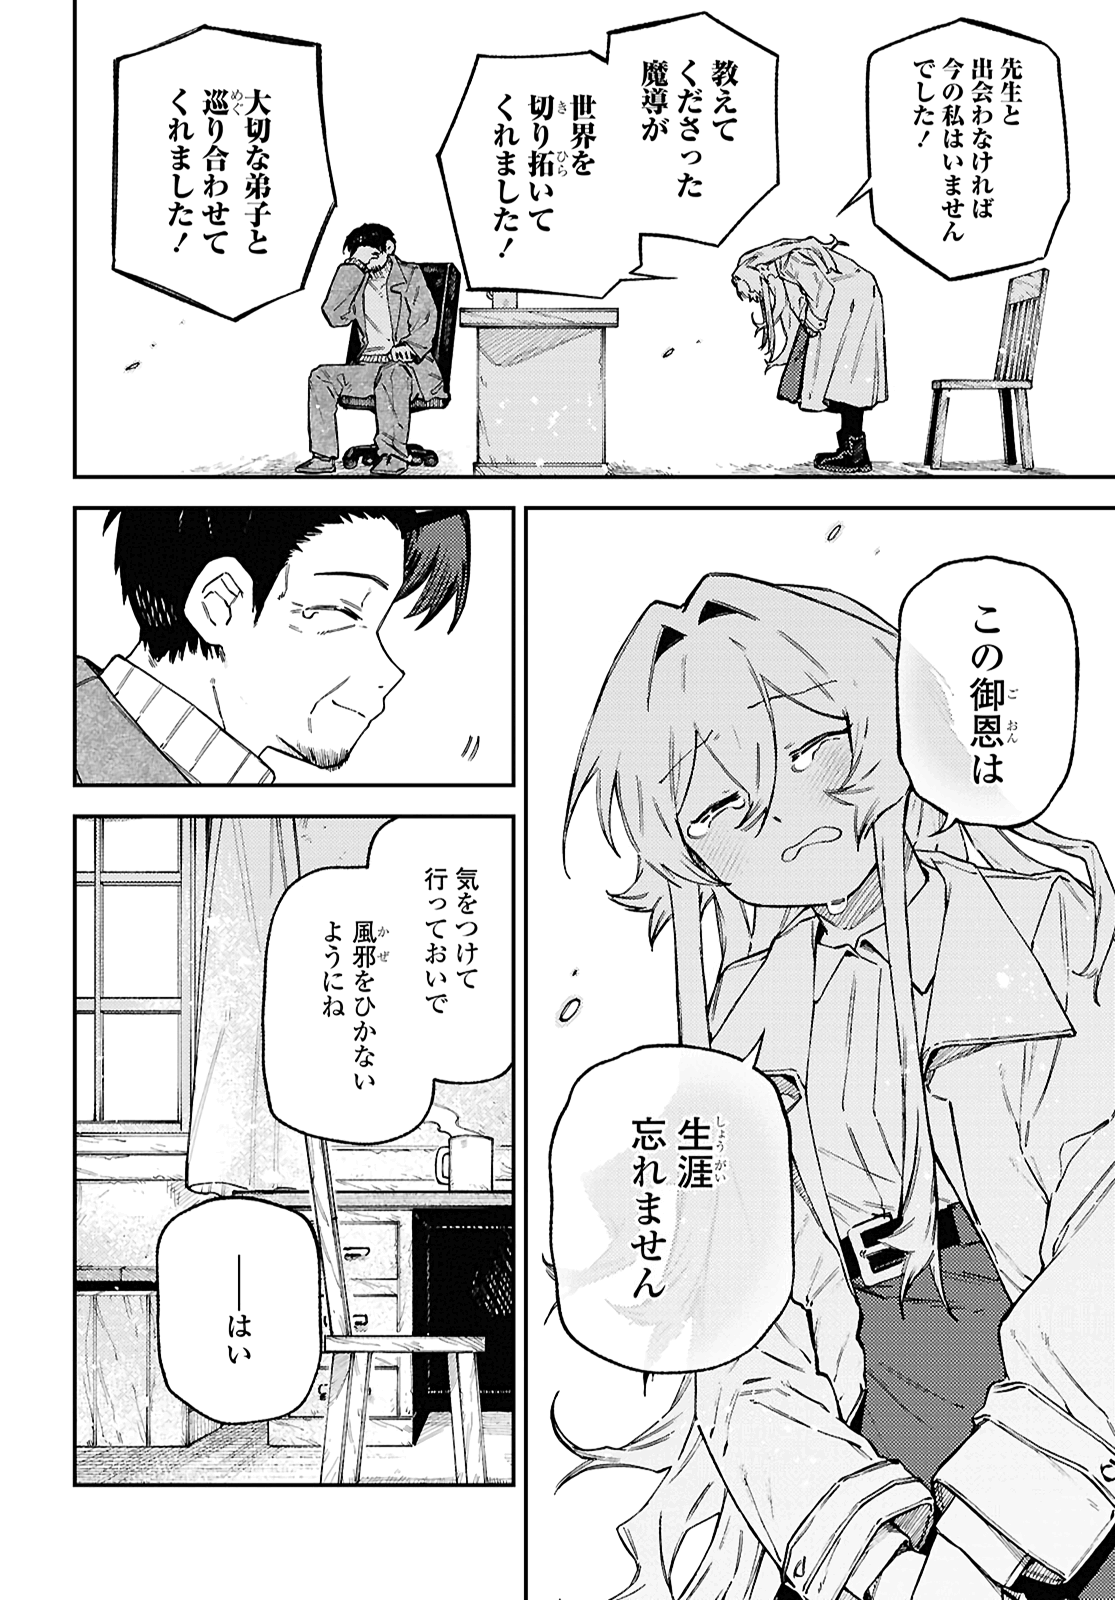 先生と
出会わなければ
今の私はいません
でした！
教えて
くださった
魔導が
世界を
切り拓いて
くれました！
大切な弟子と
巡り合わせて
くれました！
この御恩は
生涯
忘れません
気をつけて
行っておいで
風邪をひかない
ようにね
──はい